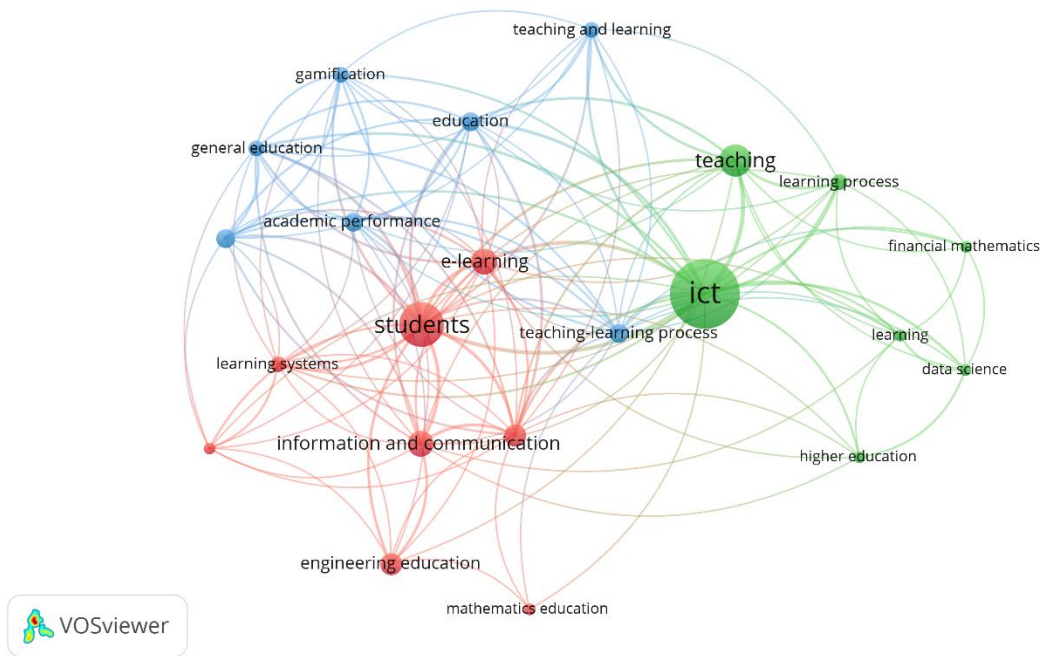 teaching and learning
gamification
education
general education
teaching
learning process
academic performance
financial mathematics
e-learning
ict
students
teaching-learning process
learning
learning systems
data science
information and communication
higher education
engineering education
mathematics education
VOSviewer